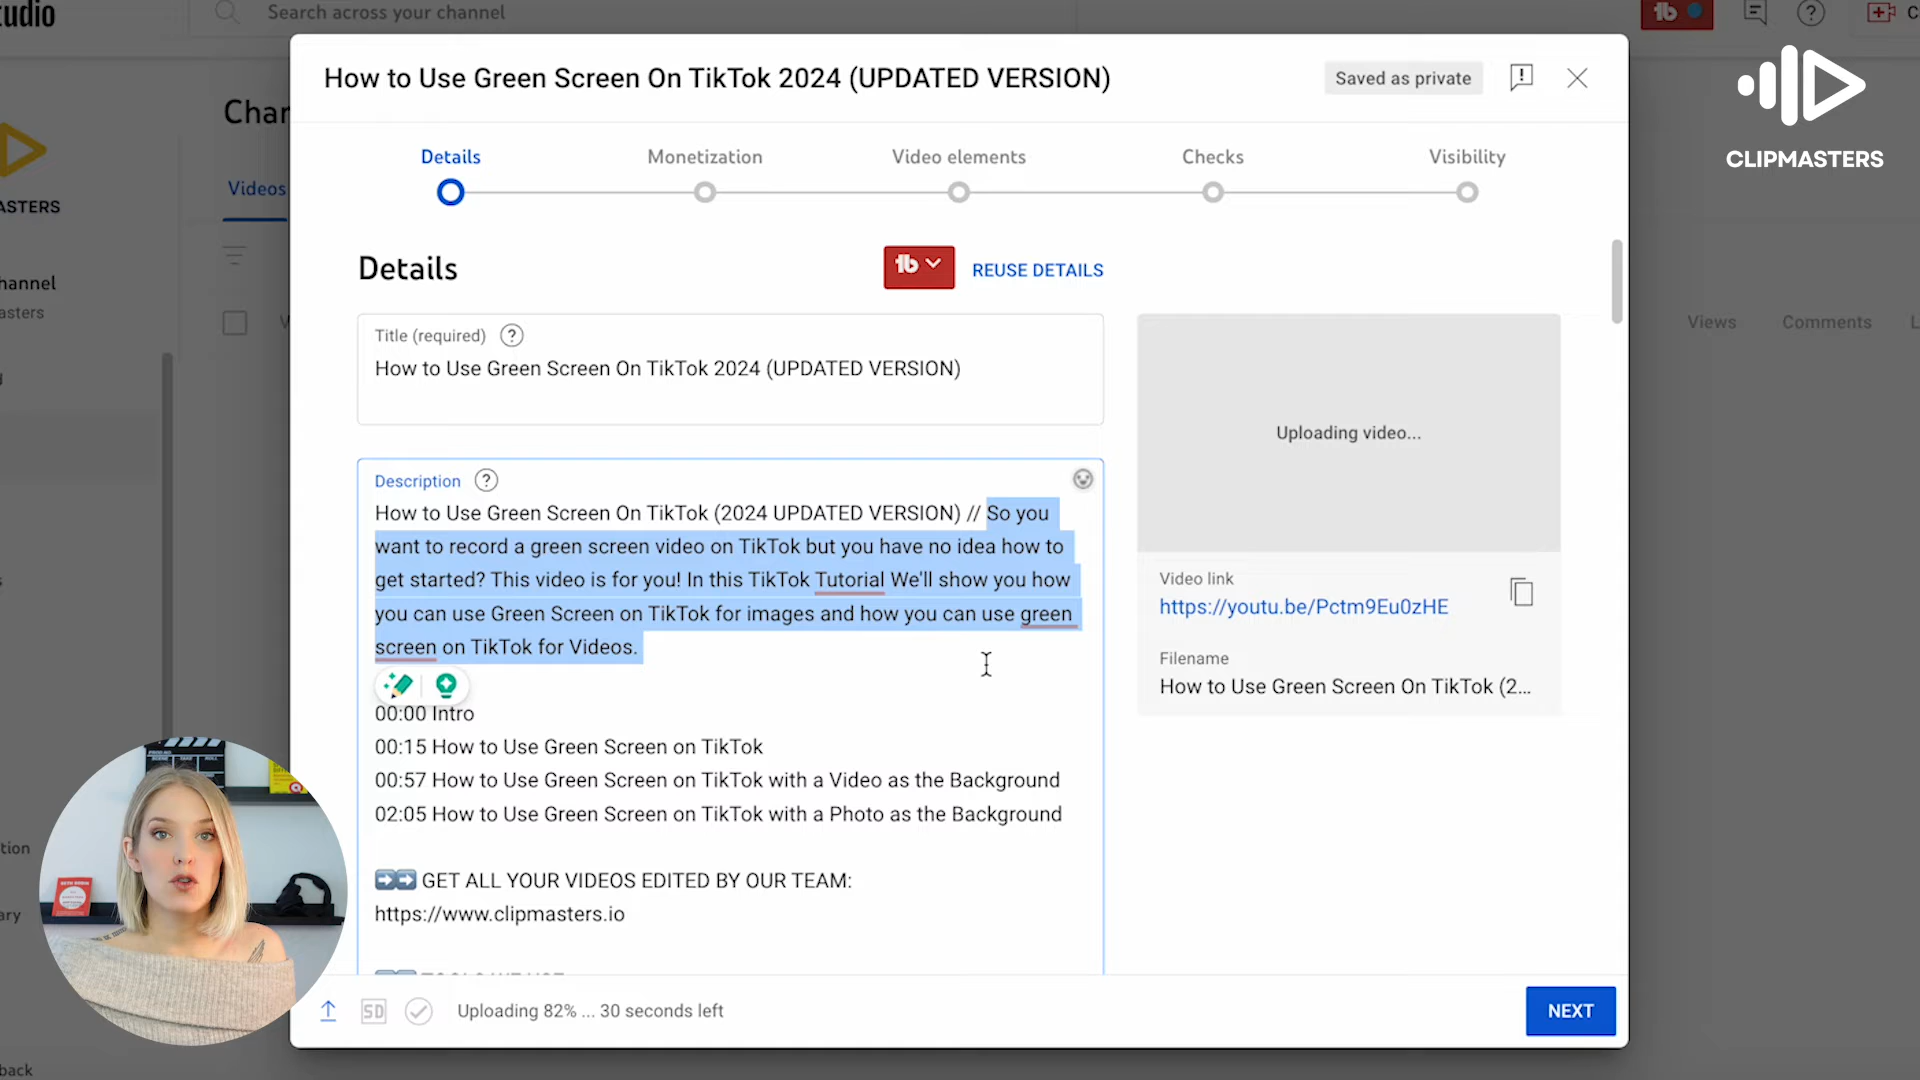 tudio
Search across your channel
How to Use Green Screen On TikTok 2024 (UPDATED VERSION)
Saved as private
CLIPMASTERS
Details
Monetization
Video elements
Checks
Visibility
Videos
ASTERS
Details
REUSE DETAILS
hannel
asters
Views
Comments
Title (required)
How to Use Green Screen On TikTok 2024 (UPDATED VERSION)
Uploading video...
Description
How to Use Green Screen On TikTok (2024 UPDATED VERSION) // So you
want to record a green screen video on TikTok but you have no idea how to
get started? This video is for you! In this TikTok Tutorial We'll show you how
you can use Green Screen on TikTok for images and how you can use green
screen on TikTok for Videos.
00:00 Intro
00:15 How to Use Green Screen on TikTok
00:57 How to Use Green Screen on TikTok with a Video as the Background
02:05 How to Use Green Screen on TikTok with a Photo as the Background
➡️➡️ GET ALL YOUR VIDEOS EDITED BY OUR TEAM:
https://www.clipmasters.io
Video link
https://youtu.be/Pctm9Eu0zHE
Filename
How to Use Green Screen On TikTok (2...
tion
ary
back
SD
Uploading 82% ... 30 seconds left
NEXT